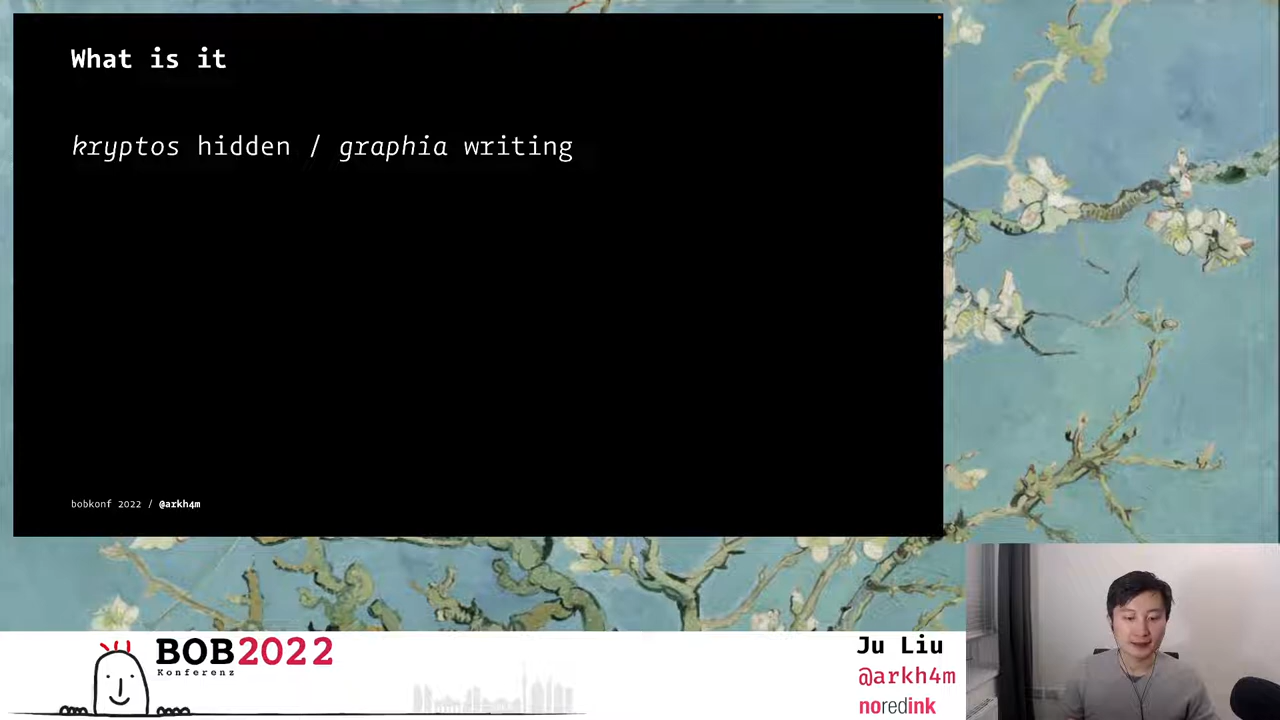 What is it
kryptos hidden / graphia writing
bobkonf 2022 / @arkh4m
BOB2022
Konferenz
Ju Liu
@arkh4m
noredink